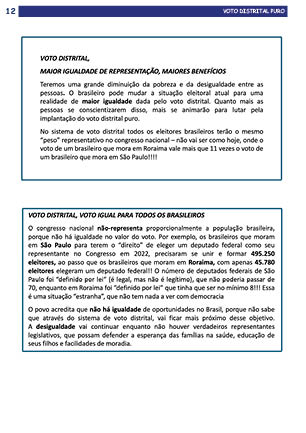 12
VOTO DISTRITAL PURO
VOTO DISTRITAL,
MAIOR IGUALDADE DE REPRESENTAÇÃO, MAIORES BENEFÍCIOS
Teremos uma grande diminuição da pobreza e da desigualdade entre as
pessoas. O brasileiro pode mudar a situação eleitoral atual para uma
realidade de maior igualdade dada pelo voto distrital. Quanto mais as
pessoas se conscientizarem disso, mais se animarão para lutar pela
implantação do voto distrital puro.
No sistema de voto distrital todos os eleitores brasileiros terão o mesmo
“peso” representativo no congresso nacional – não vai ser como hoje, onde o
voto de um brasileiro que mora em Roraima vale mais que 11 vezes o voto de
um brasileiro que mora em São Paulo!!!!
VOTO DISTRITAL, VOTO IGUAL PARA TODOS OS BRASILEIROS
O congresso nacional não-representa proporcionalmente a população brasileira,
porque não há igualdade no valor do voto. Por exemplo, os brasileiros que moram
em São Paulo para terem o “direito” de eleger um deputado federal como seu
representante no Congresso em 2022, precisaram se unir e formar 495.250
eleitores, ao passo que os brasileiros que moram em Roraima, com apenas 45.780
eleitores elegeram um deputado federal!! O número de deputados federais de São
Paulo foi “definido por lei” (é legal, mas não é legítimo), que não poderia passar de
70, enquanto em Roraima foi “definido por lei” que tinha que ser no mínimo 8!!! Essa
é uma situação “estranha”, que não tem nada a ver com democracia
O povo acredita que não há igualdade de oportunidades no Brasil, porque não sabe
que através do sistema de voto distrital, vai ficar mais próximo desse objetivo.
A desigualdade vai continuar enquanto não houver verdadeiros representantes
legislativos, que possam defender a esperança das famílias na saúde, educação de
seus filhos e facilidades de moradia.